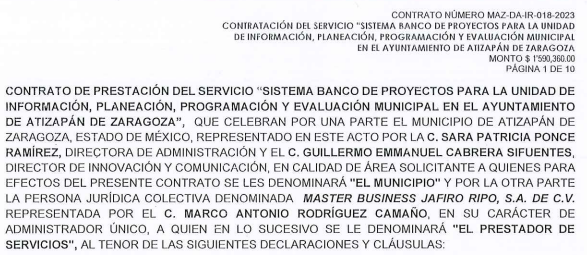 CONTRATO NÚMERO MAZ-DA-IR-018-2023
CONTRATACIÓN DEL SERVICIO "SISTEMA BANCO DE PROYECTOS PARA LA UNIDAD
DE INFORMACIÓN, PLANEACIÓN, PROGRAMACIÓN Y EVALUACIÓN MUNICIPAL
EN EL AYUNTAMIENTO DE ATIZAPÁN DE ZARAGOZA"
MONTO $ 1'590,360.00
PÁGINA 1 DE 10
CONTRATO DE PRESTACIÓN DEL SERVICIO "SISTEMA BANCO DE PROYECTOS PARA LA UNIDAD DE
INFORMACIÓN, PLANEACIÓN, PROGRAMACIÓN Y EVALUACIÓN MUNICIPAL EN EL AYUNTAMIENTO
DE ATIZAPÁN DE ZARAGOZA", QUE CELEBRAN POR UNA PARTE EL MUNICIPIO DE ATIZAPÁN DE
ZARAGOZA, ESTADO DE MÉXICO, REPRESENTADO EN ESTE ACTO POR LA C. SARA PATRICIA PONCE
RAMÍREZ, DIRECTORA DE ADMINISTRACIÓN Y EL C. GUILLERMO EMMANUEL CABRERA SIFUENTES,
DIRECTOR DE INNOVACIÓN Y COMUNICACIÓN, EN CALIDAD DE ÁREA SOLICITANTE A QUIENES PARA
EFECTOS DEL PRESENTE CONTRATO SE LES DENOMINARÁ "EL MUNICIPIO" Y POR LA OTRA PARTE
LA PERSONA JURÍDICA COLECTIVA DENOMINADA MASTER BUSINESS JAFIRO RIPO, S.A. DE C.V.
REPRESENTADA POR EL C. MARCO ANTONIO RODRÍGUEZ CAMAÑO, EN SU CARÁCTER DE
ADMINISTRADOR ÚNICO, A QUIEN EN LO SUCESIVO SE LE DENOMINARÁ "EL PRESTADOR DE
SERVICIOS", AL TENOR DE LAS SIGUIENTES DECLARACIONES Y CLÁUSULAS: